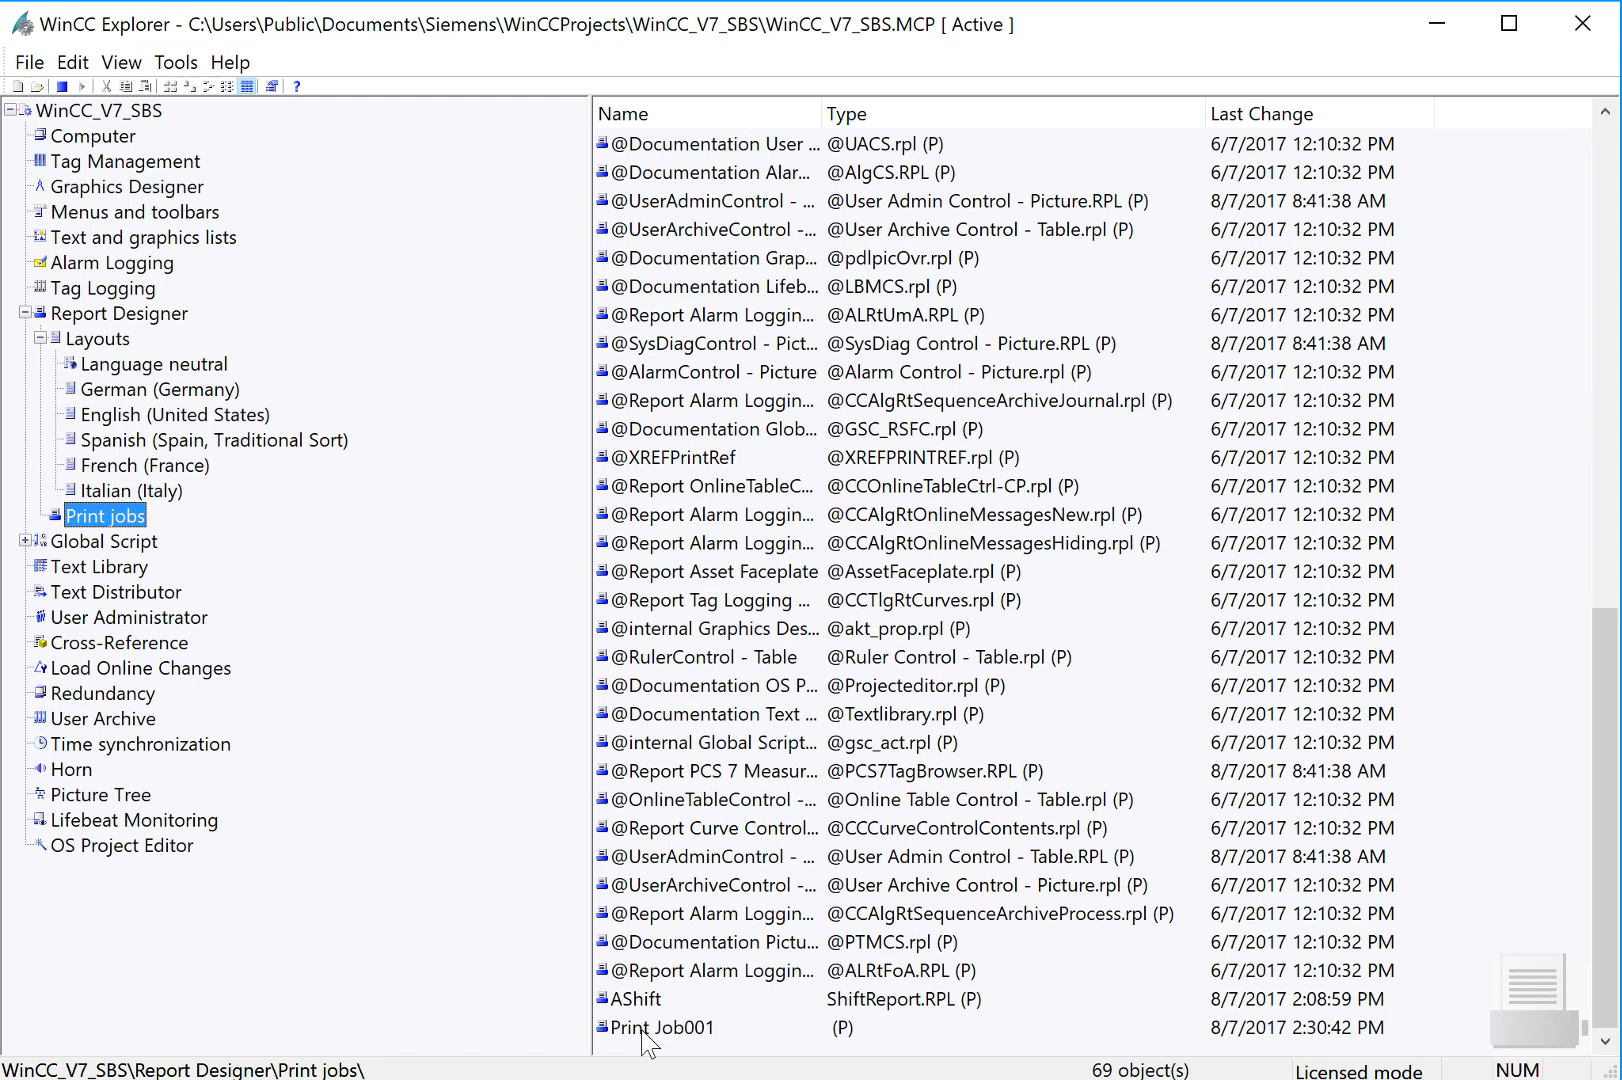 WinCC Explorer - C:\Users\Public\Documents\Siemens\WinCCProjects\WinCC_V7_SBS\WinCC_V7_SBS.MCP [ Active ]
File Edit View Tools Help
WinCC_V7_SBS
Computer
Tag Management
Graphics Designer
Menus and toolbars
Text and graphics lists
Alarm Logging
Tag Logging
Report Designer
Layouts
Language neutral
German (Germany)
English (United States)
Spanish (Spain, Traditional Sort)
French (France)
Italian (Italy)
Print jobs
Global Script
Text Library
Text Distributor
User Administrator
Cross-Reference
Load Online Changes
Redundancy
User Archive
Time synchronization
Horn
Picture Tree
Lifebeat Monitoring
OS Project Editor
Name Type Last Change
@Documentation User ... @UACS.rpl (P) 6/7/2017 12:10:32 PM
@Documentation Alar... @AlgCS.RPL (P) 6/7/2017 12:10:32 PM
@UserAdminControl - ... @User Admin Control - Picture.RPL (P) 8/7/2017 8:41:38 AM
@UserArchiveControl -... @User Archive Control - Table.rpl (P) 6/7/2017 12:10:32 PM
@Documentation Grap... @pdlpicOvr.rpl (P) 6/7/2017 12:10:32 PM
@Documentation Lifeb... @LBMCS.rpl (P) 6/7/2017 12:10:32 PM
@Report Alarm Loggin... @ALRtUmA.RPL (P) 6/7/2017 12:10:32 PM
@SysDiagControl - Pict... @SysDiag Control - Picture.RPL (P) 8/7/2017 8:41:38 AM
@AlarmControl - Picture @Alarm Control - Picture.rpl (P) 6/7/2017 12:10:32 PM
@Report Alarm Loggin... @CCAlgRtSequenceArchiveJournal.rpl (P) 6/7/2017 12:10:32 PM
@Documentation Glob... @GSC_RSFC.rpl (P) 6/7/2017 12:10:32 PM
@XREFPrintRef @XREFPRINTREF.rpl (P) 6/7/2017 12:10:32 PM
@Report OnlineTableC... @CCOnlineTableCtrl-CP.rpl (P) 6/7/2017 12:10:32 PM
@Report Alarm Loggin... @CCAlgRtOnlineMessagesNew.rpl (P) 6/7/2017 12:10:32 PM
@Report Alarm Loggin... @CCAlgRtOnlineMessagesHiding.rpl (P) 6/7/2017 12:10:32 PM
@Report Asset Faceplate @AssetFaceplate.rpl (P) 6/7/2017 12:10:32 PM
@Report Tag Logging ... @CCTlgRtCurves.rpl (P) 6/7/2017 12:10:32 PM
@internal Graphics Des... @akt_prop.rpl (P) 6/7/2017 12:10:32 PM
@RulerControl - Table @Ruler Control - Table.rpl (P) 6/7/2017 12:10:32 PM
@Documentation OS P... @Projecteditor.rpl (P) 6/7/2017 12:10:32 PM
@Documentation Text ... @Textlibrary.rpl (P) 6/7/2017 12:10:32 PM
@internal Global Script... @gsc_act.rpl (P) 6/7/2017 12:10:32 PM
@Report PCS 7 Measur... @PCS7TagBrowser.RPL (P) 8/7/2017 8:41:38 AM
@OnlineTableControl -... @Online Table Control - Table.rpl (P) 6/7/2017 12:10:32 PM
@Report Curve Control... @CCCurveControlContents.rpl (P) 6/7/2017 12:10:32 PM
@UserAdminControl - ... @User Admin Control - Table.RPL (P) 8/7/2017 8:41:38 AM
@UserArchiveControl -... @User Archive Control - Picture.rpl (P) 6/7/2017 12:10:32 PM
@Report Alarm Loggin... @CCAlgRtSequenceArchiveProcess.rpl (P) 6/7/2017 12:10:32 PM
@Documentation Pictu... @PTMCS.rpl (P) 6/7/2017 12:10:32 PM
@Report Alarm Loggin... @ALRtFoA.RPL (P) 6/7/2017 12:10:32 PM
AShift ShiftReport.RPL (P) 8/7/2017 2:08:59 PM
Print Job001 (P) 8/7/2017 2:30:42 PM
WinCC_V7_SBS\Report Designer\Print jobs\ 69 object(s) Licensed mode NUM